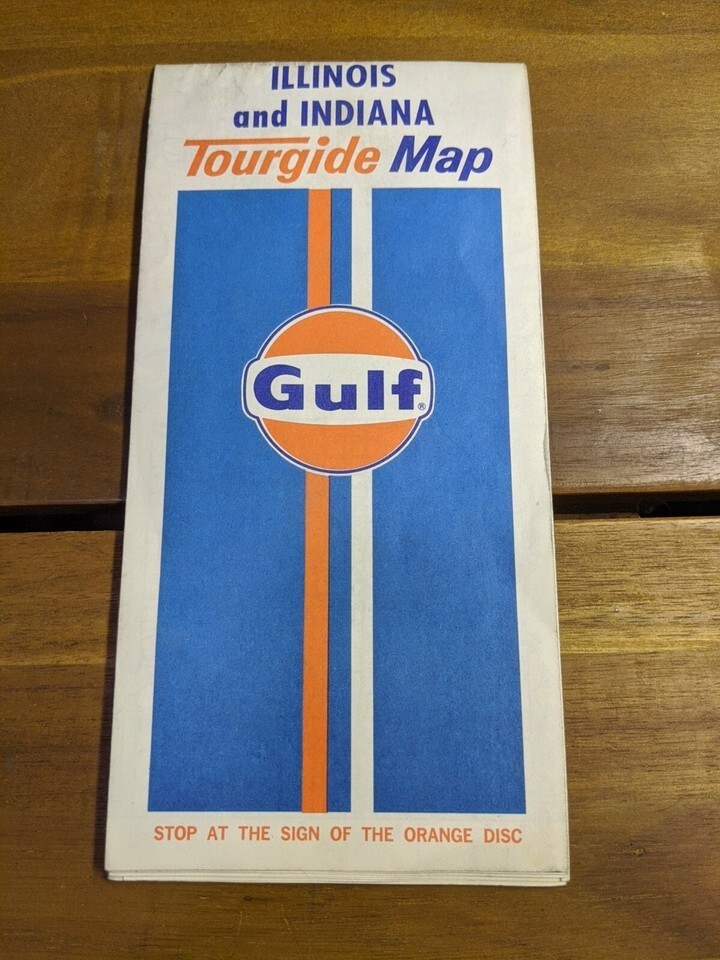 ILLINOIS
and INDIANA
Tourgide Map
Gulf®
STOP AT THE SIGN OF THE ORANGE DISC